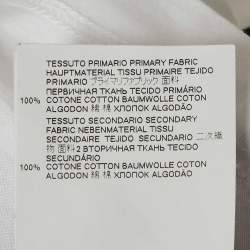 TESSUTO PRIMARIO PRIMARY FABRIC
HAUPTMATERIAL TISSU PRIMAIRE TEJIDO
PRIMARIO プライマリファブリック 面料
ПЕРВИЧНАЯ ТКАНЬ TECIDO PRIMÁRIO
100% COTONE COTTON BAUMWOLLE COTON
ALGODON 綿 棉 ХЛОПОК ALGODÃO
TESSUTO SECONDARIO SECONDARY
FABRIC NEBENMATERIAL TISSU
SECONDAIRE TEJIDO SECUNDARIO 二次織
物 面料2 ВТОРИЧНАЯ ТКАНЬ TECIDO
SECUNDÁRIO
100% COTONE COTTON BAUMWOLLE COTON
ALGODON 綿 棉 ХЛОПОК ALGODÃO